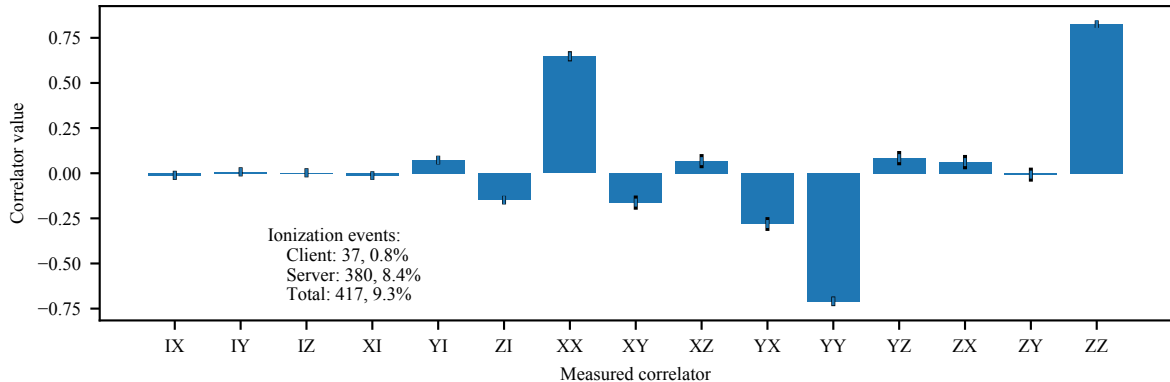 Correlator value
0.75
0.50
0.25
0.00
−0.25
−0.50
−0.75
Ionization events:
Client: 37, 0.8%
Server: 380, 8.4%
Total: 417, 9.3%
IX IY IZ XI YI ZI XX XY XZ YX YY YZ ZX ZY ZZ
Measured correlator